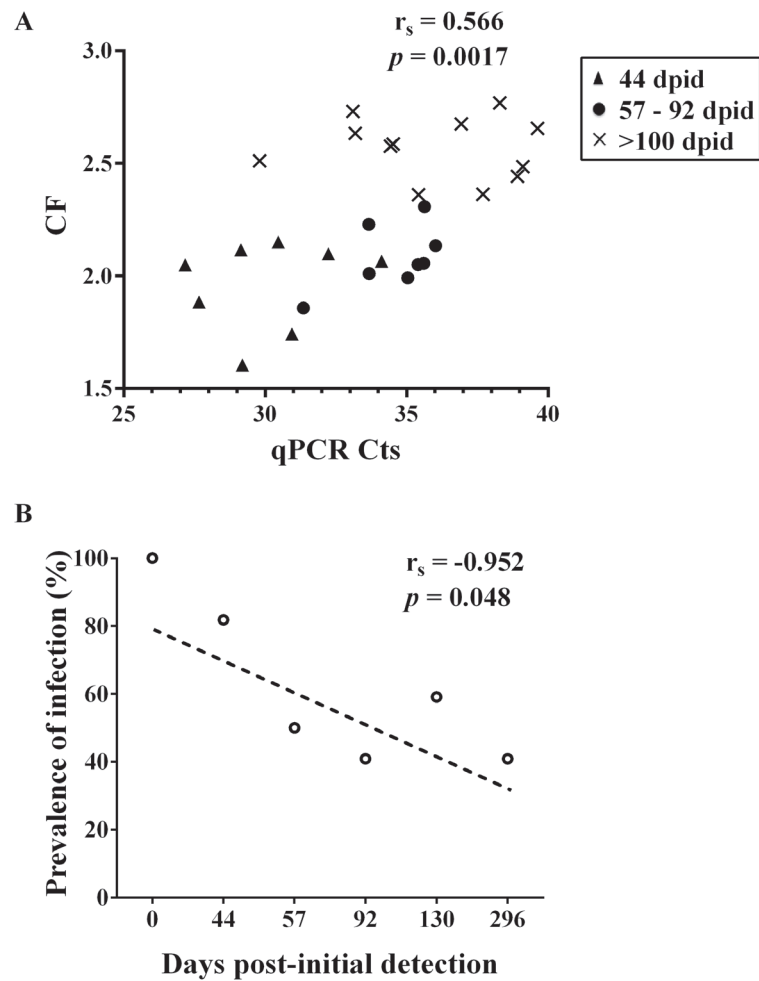 A
r_s = 0.566
p = 0.0017
44 dpid
57 - 92 dpid
>100 dpid
CF
3.0
2.5
2.0
1.5
25 30 35 40
qPCR Cts
B
r_s = -0.952
p = 0.048
Prevalence of infection (%)
100
80
60
40
20
0
0 44 57 92 130 296
Days post-initial detection